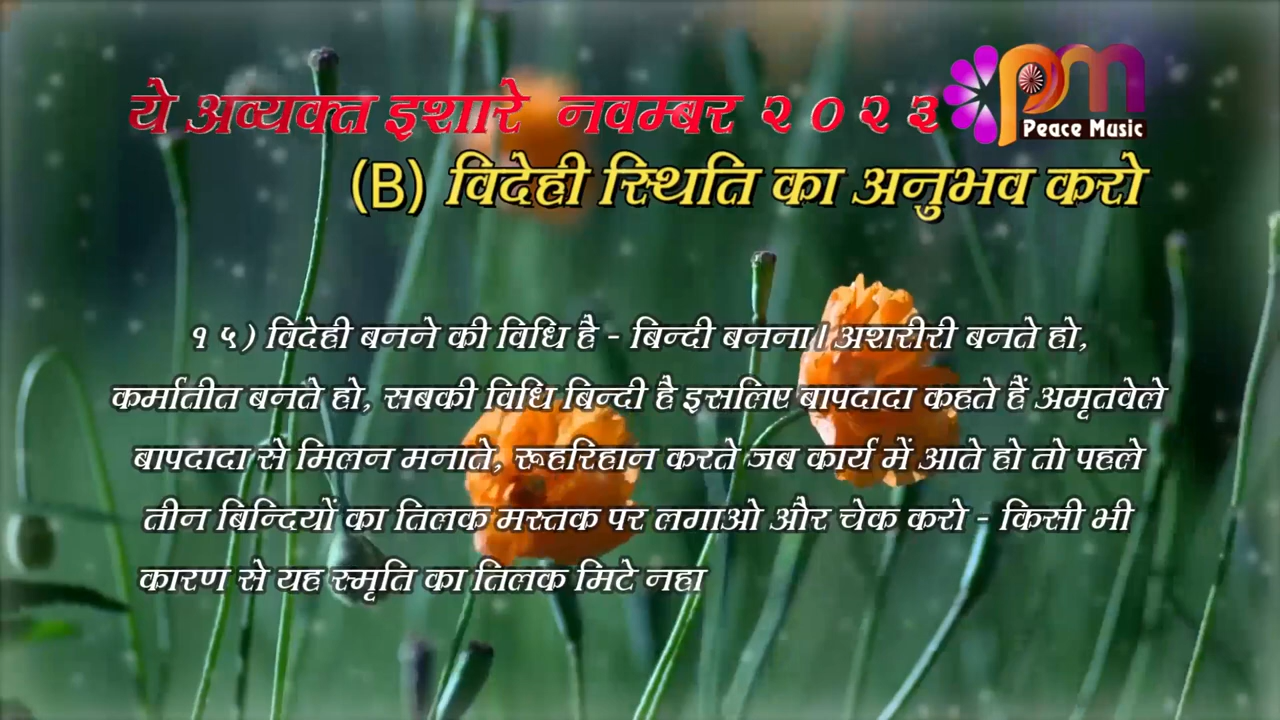 ये अव्यक्त इशारे नवम्बर २०२३
pm
Peace Music
(B) विदेही स्थिति का अनुभव करो
१५) विदेही बनने की विधि है - बिन्दी बनना। अशरीरी बनते हो,
कर्मातीत बनते हो, सबकी विधि बिन्दी है इसलिए बापदादा कहते हैं अमृतवेले
बापदादा से मिलन मनाते, रूहरिहान करते जब कार्य में आते हो तो पहले
तीन बिन्दियों का तिलक मस्तक पर लगाओ और चेक करो - किसी भी
कारण से यह स्मृति का तिलक मिटे नहा